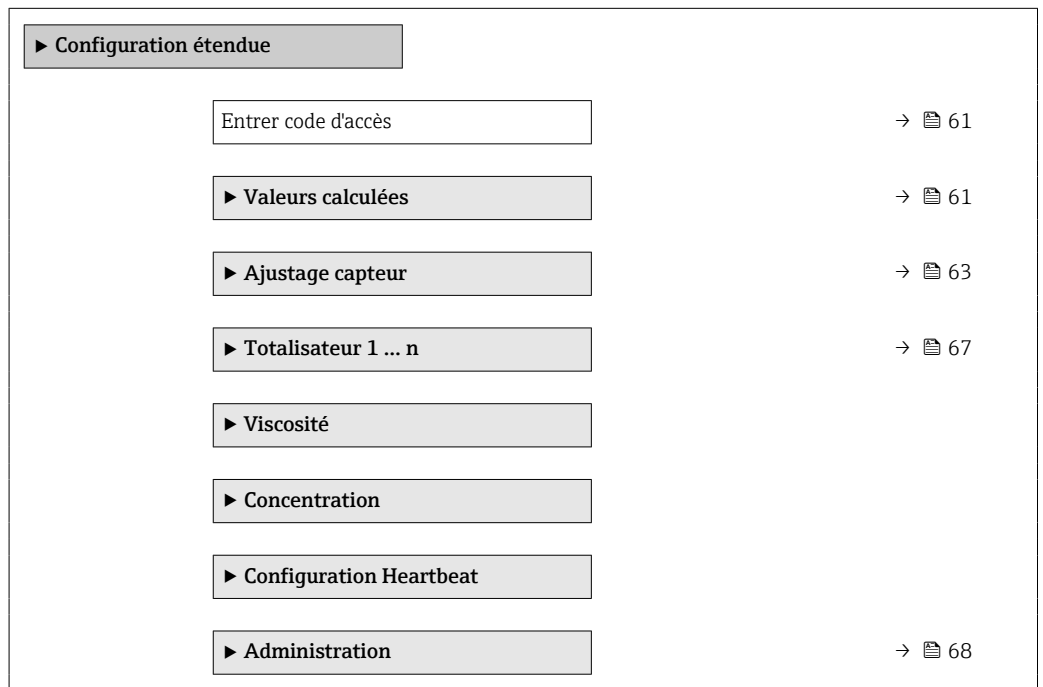 ▶ Configuration étendue
Entrer code d'accès → 61
▶ Valeurs calculées → 61
▶ Ajustage capteur → 63
▶ Totalisateur 1 ... n → 67
▶ Viscosité
▶ Concentration
▶ Configuration Heartbeat
▶ Administration → 68